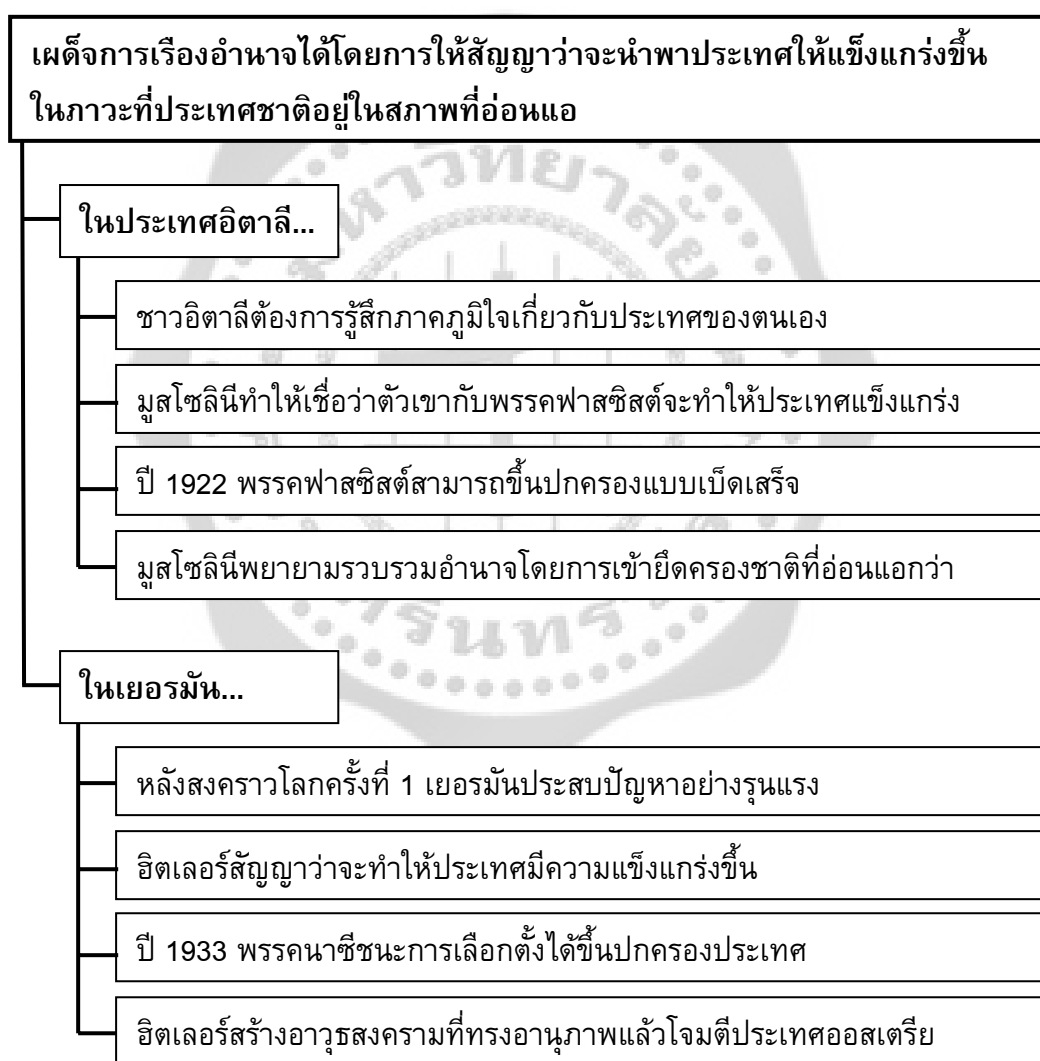 เผด็จการเรืองอำนาจได้โดยการให้สัญญาว่าจะนำพาประเทศให้แข็งแกร่งขึ้น
ในภาวะที่ประเทศชาติอยู่ในสภาพที่อ่อนแอ
ในประเทศอิตาลี...
ชาวอิตาลีต้องการรู้สึกภาคภูมิใจเกี่ยวกับประเทศของตนเอง
มูสโซลินีทำให้เชื่อว่าตัวเขากับพรรคฟาสซิสต์จะทำให้ประเทศแข็งแกร่ง
ปี 1922 พรรคฟาสซิสต์สามารถขึ้นปกครองแบบเบ็ดเสร็จ
มูสโซลินีพยายามรวบรวมอำนาจโดยการเข้ายึดครองชาติที่อ่อนแอกว่า
ในเยอรมัน...
หลังสงคราวโลกครั้งที่ 1 เยอรมันประสบปัญหาอย่างรุนแรง
ฮิตเลอร์สัญญาว่าจะทำให้ประเทศมีความแข็งแกร่งขึ้น
ปี 1933 พรรคนาซีชนะการเลือกตั้งได้ขึ้นปกครองประเทศ
ฮิตเลอร์สร้างอาวุธสงครามที่ทรงอานุภาพแล้วโจมตีประเทศออสเตรีย